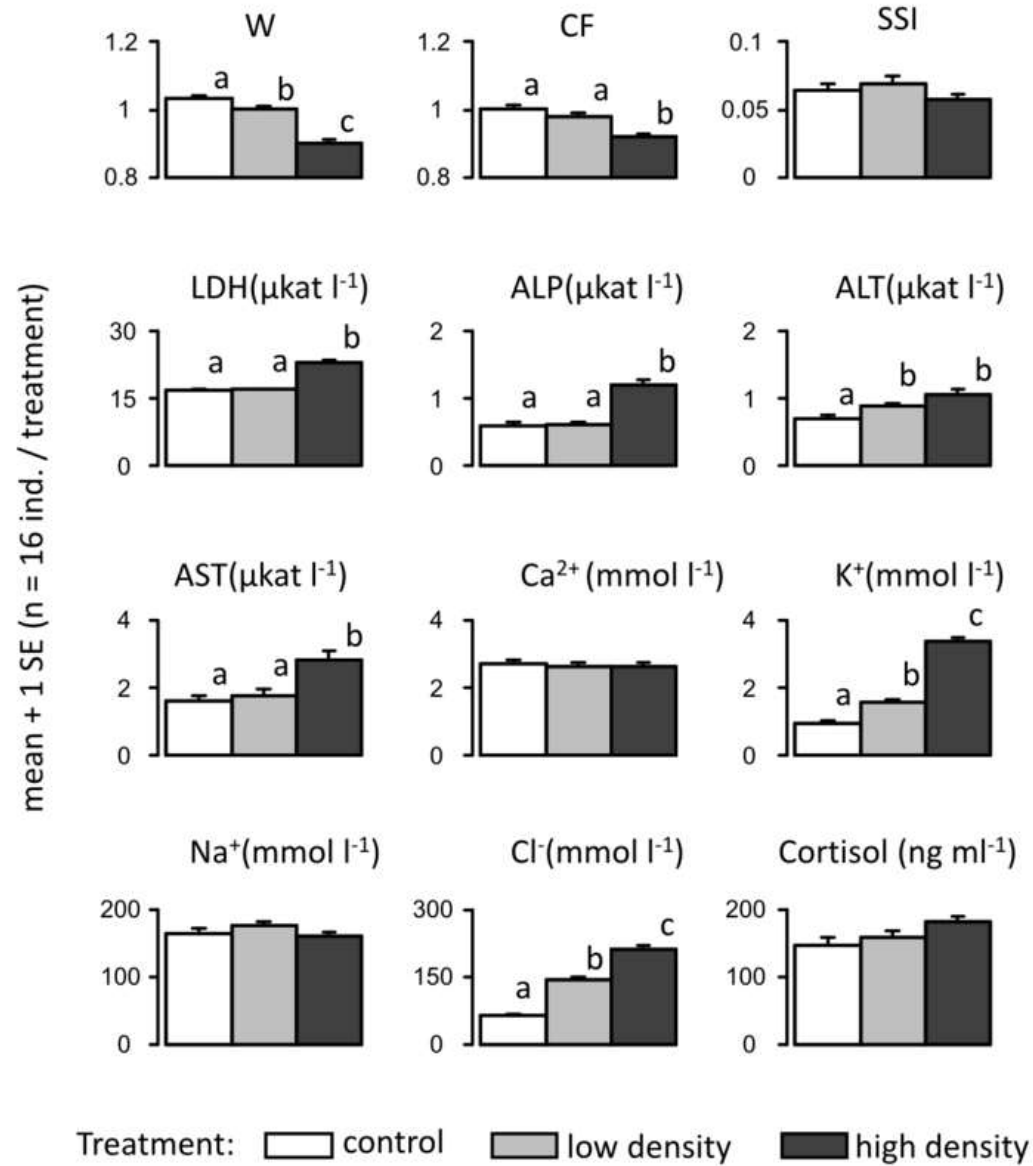 W CF SSI
1.2 1.2 0.1
a b c a a b
1 1 0.05
0.8 0.8 0
mean + 1 SE (n = 16 ind. / treatment)
LDH(µkat l⁻¹) ALP(µkat l⁻¹) ALT(µkat l⁻¹)
30 2 2
a a b a a b a b b
15 1 1
0 0 0
AST(µkat l⁻¹) Ca²⁺ (mmol l⁻¹) K⁺(mmol l⁻¹)
4 4 4
a a b a b c
2 2 2
0 0 0
Na⁺(mmol l⁻¹) Cl⁻(mmol l⁻¹) Cortisol (ng ml⁻¹)
200 300 200
a b c
100 150 100
0 0 0
Treatment: control low density high density